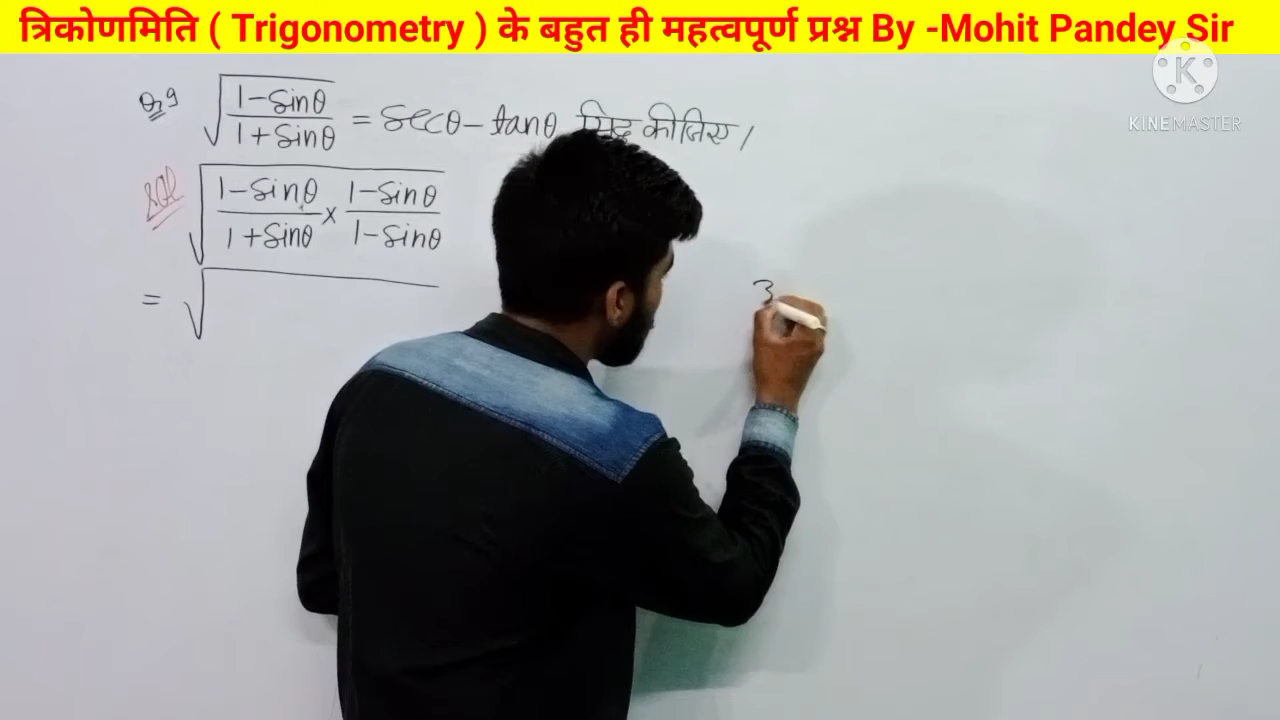 त्रिकोणमिति ( Trigonometry ) के बहुत ही महत्वपूर्ण प्रश्न By -Mohit Pandey Sir
K
KINEMASTER
Q.9 √((1-sinθ)/(1+sinθ)) = secθ - tanθ सिद्ध कीजिए।
Sol √((1-sinθ)/(1+sinθ) × (1-sinθ)/(1-sinθ))
= √